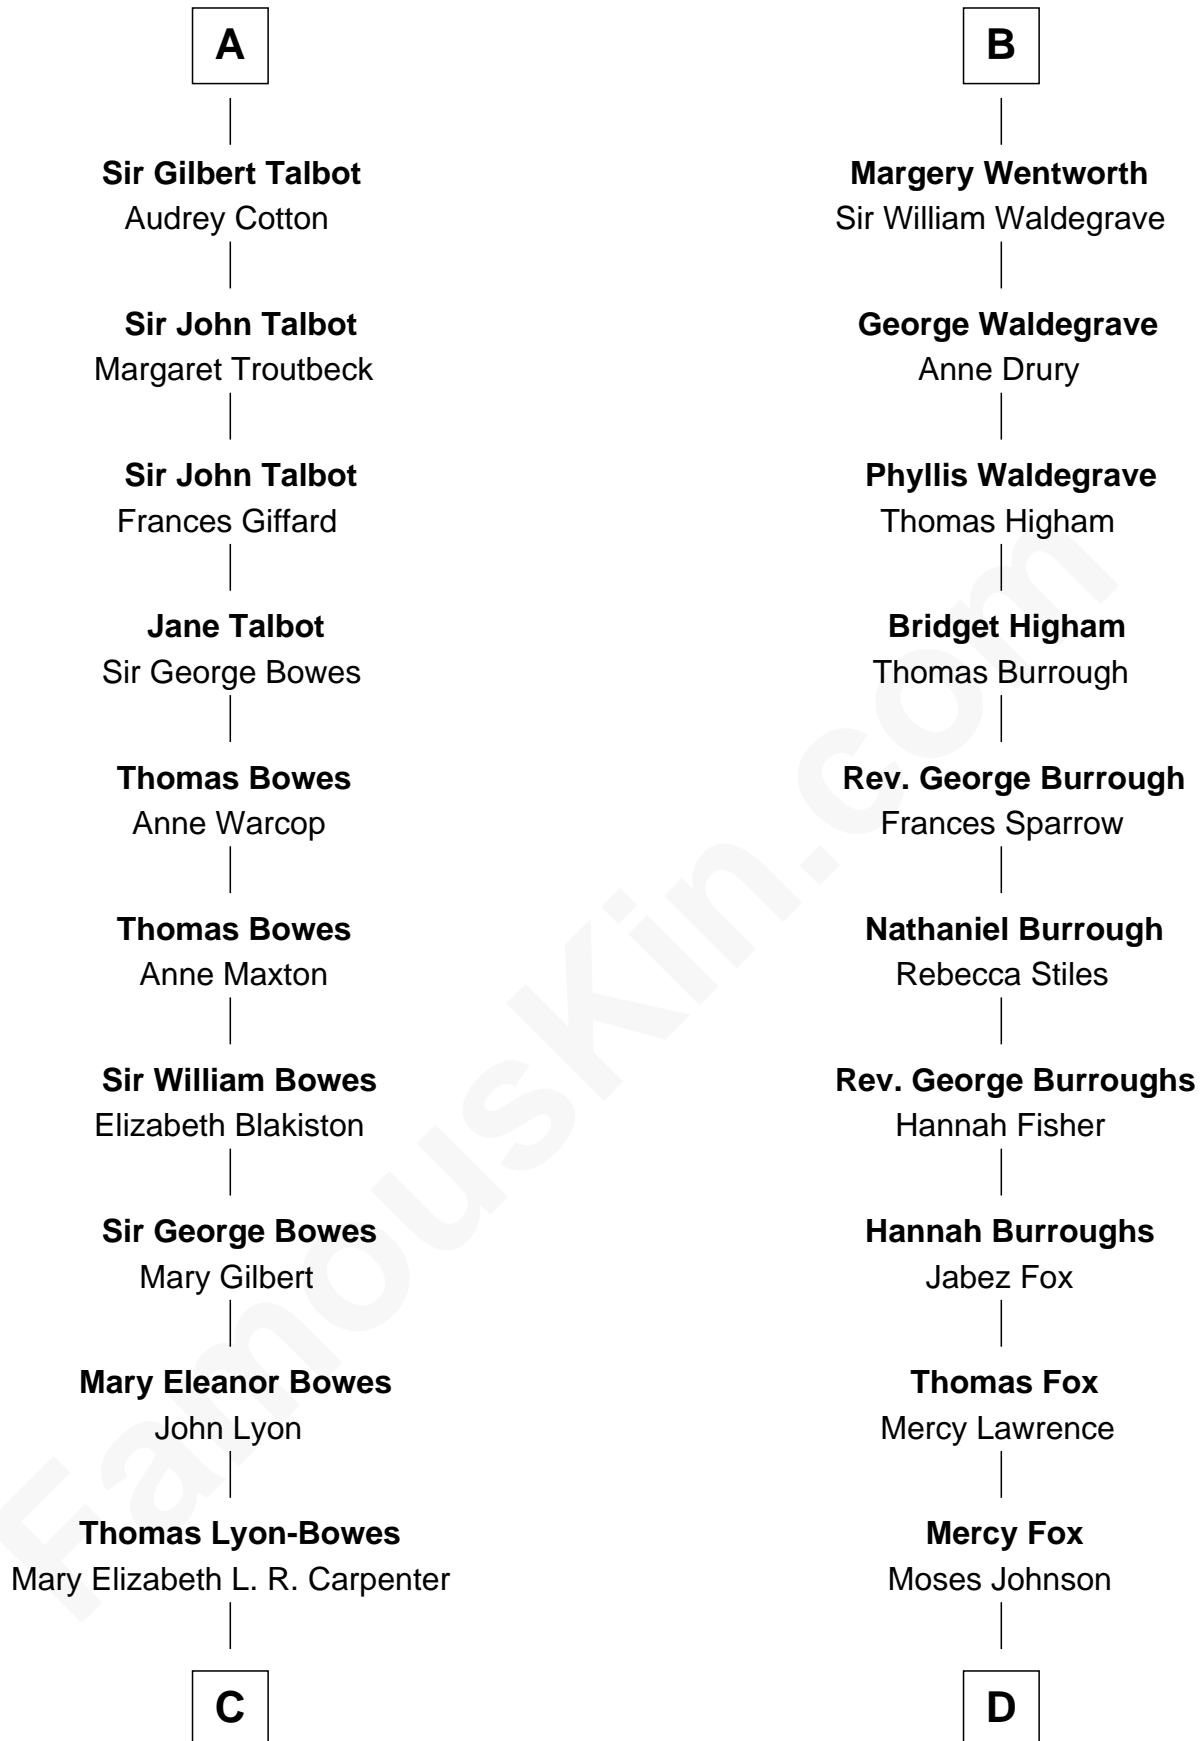 A
Sir Gilbert Talbot
Audrey Cotton
Sir John Talbot
Margaret Troutbeck
Sir John Talbot
Frances Giffard
Jane Talbot
Sir George Bowes
Thomas Bowes
Anne Warcop
Thomas Bowes
Anne Maxton
Sir William Bowes
Elizabeth Blakiston
Sir George Bowes
Mary Gilbert
Mary Eleanor Bowes
John Lyon
Thomas Lyon-Bowes
Mary Elizabeth L. R. Carpenter
C
B
Margery Wentworth
Sir William Waldegrave
George Waldegrave
Anne Drury
Phyllis Waldegrave
Thomas Higham
Bridget Higham
Thomas Burrough
Rev. George Burrough
Frances Sparrow
Nathaniel Burrough
Rebecca Stiles
Rev. George Burroughs
Hannah Fisher
Hannah Burroughs
Jabez Fox
Thomas Fox
Mercy Lawrence
Mercy Fox
Moses Johnson
D
FamousKin.com